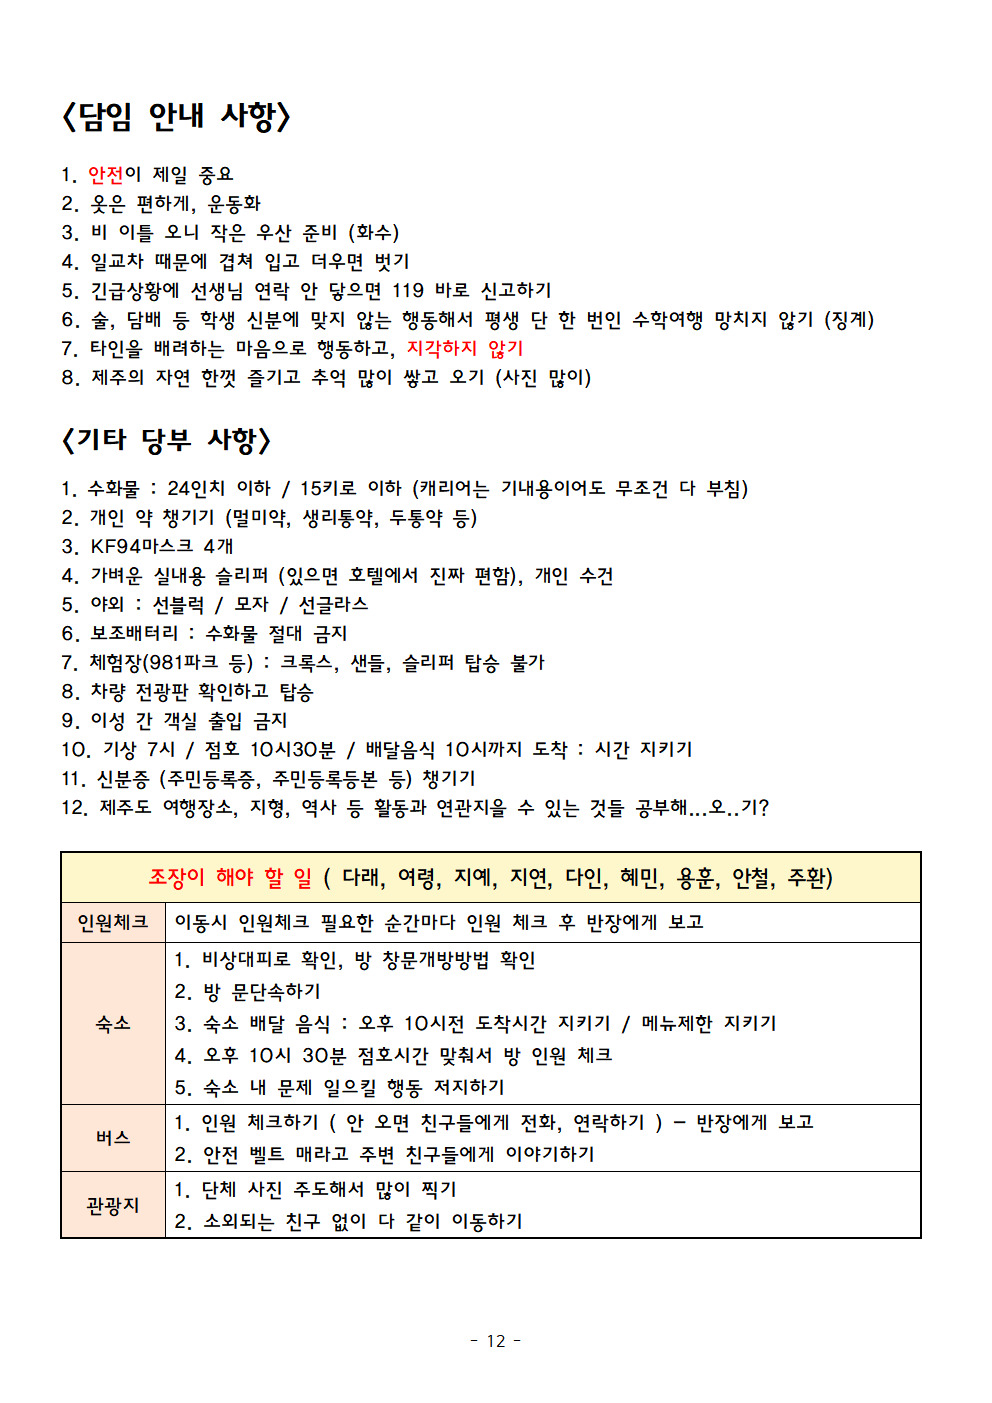 <담임 안내 사항>
1. 안전이 제일 중요
2. 옷은 편하게, 운동화
3. 비 이틀 오니 작은 우산 준비 (화수)
4. 일교차 때문에 겹쳐 입고 더우면 벗기
5. 긴급상황에 선생님 연락 안 닿으면 119 바로 신고하기
6. 술, 담배 등 학생 신분에 맞지 않는 행동해서 평생 단 한 번인 수학여행 망치지 않기 (징계)
7. 타인을 배려하는 마음으로 행동하고, 지각하지 않기
8. 제주의 자연 한껏 즐기고 추억 많이 쌓고 오기 (사진 많이)
<기타 당부 사항>
1. 수화물 : 24인치 이하 / 15키로 이하 (캐리어는 기내용이어도 무조건 다 부침)
2. 개인 약 챙기기 (멀미약, 생리통약, 두통약 등)
3. KF94마스크 4개
4. 가벼운 실내용 슬리퍼 (있으면 호텔에서 진짜 편함), 개인 수건
5. 야외 : 선블럭 / 모자 / 선글라스
6. 보조배터리 : 수화물 절대 금지
7. 체험장(981파크 등) : 크록스, 샌들, 슬리퍼 탑승 불가
8. 차량 전광판 확인하고 탑승
9. 이성 간 객실 출입 금지
10. 기상 7시 / 점호 10시30분 / 배달음식 10시까지 도착 : 시간 지키기
11. 신분증 (주민등록증, 주민등록등본 등) 챙기기
12. 제주도 여행장소, 지형, 역사 등 활동과 연관지을 수 있는 것들 공부해...오..기?
조장이 해야 할 일 ( 다래, 여령, 지예, 지연, 다인, 혜민, 용훈, 안철, 주환)
인원체크 이동시 인원체크 필요한 순간마다 인원 체크 후 반장에게 보고
숙소
1. 비상대피로 확인, 방 창문개방방법 확인
2. 방 문단속하기
3. 숙소 배달 음식 : 오후 10시전 도착시간 지키기 / 메뉴제한 지키기
4. 오후 10시 30분 점호시간 맞춰서 방 인원 체크
5. 숙소 내 문제 일으킬 행동 저지하기
버스
1. 인원 체크하기 ( 안 오면 친구들에게 전화, 연락하기 ) - 반장에게 보고
2. 안전 벨트 매라고 주변 친구들에게 이야기하기
관광지
1. 단체 사진 주도해서 많이 찍기
2. 소외되는 친구 없이 다 같이 이동하기
- 12 -